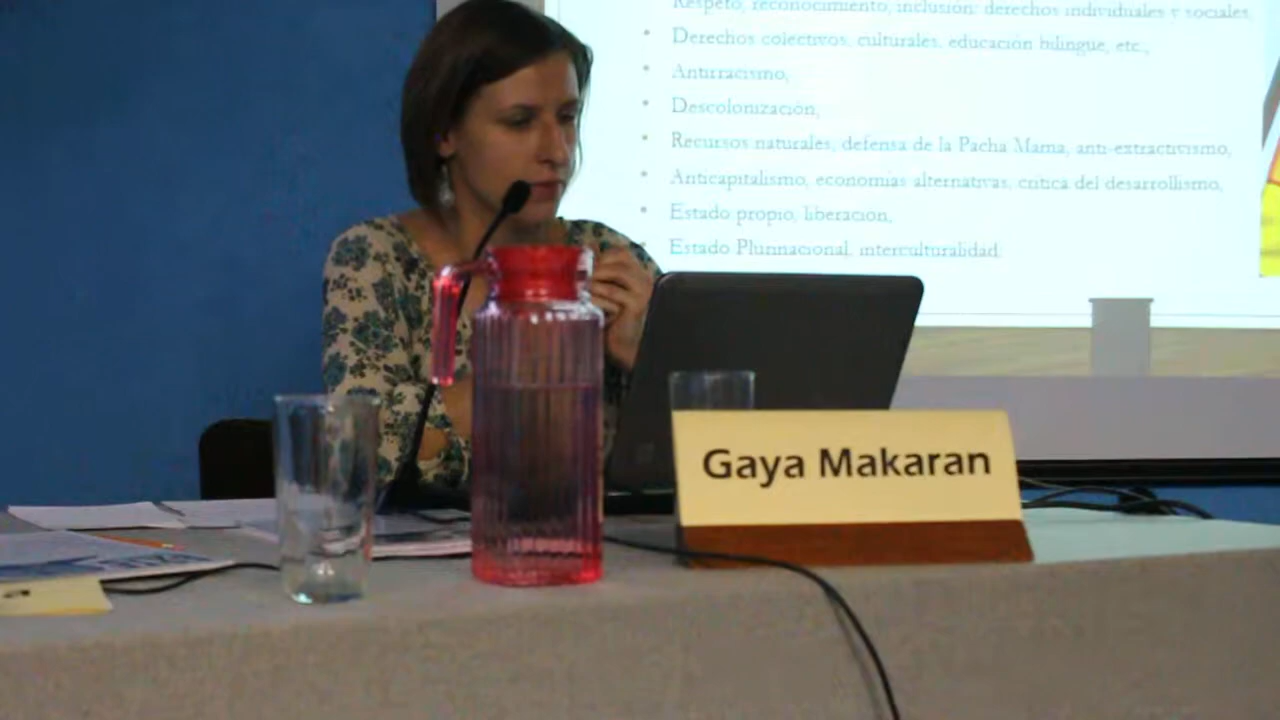 Respeto, reconocimiento, inclusión: derechos individuales y sociales,
Derechos colectivos, culturales, educación bilingüe, etc.,
Antirracismo,
Descolonización,
Recursos naturales, defensa de la Pacha Mama, anti-extractivismo,
Anticapitalismo, economías alternativas, crítica del desarrollismo,
Estado propio, liberación,
Estado Plurinacional, interculturalidad.
Gaya Makaran